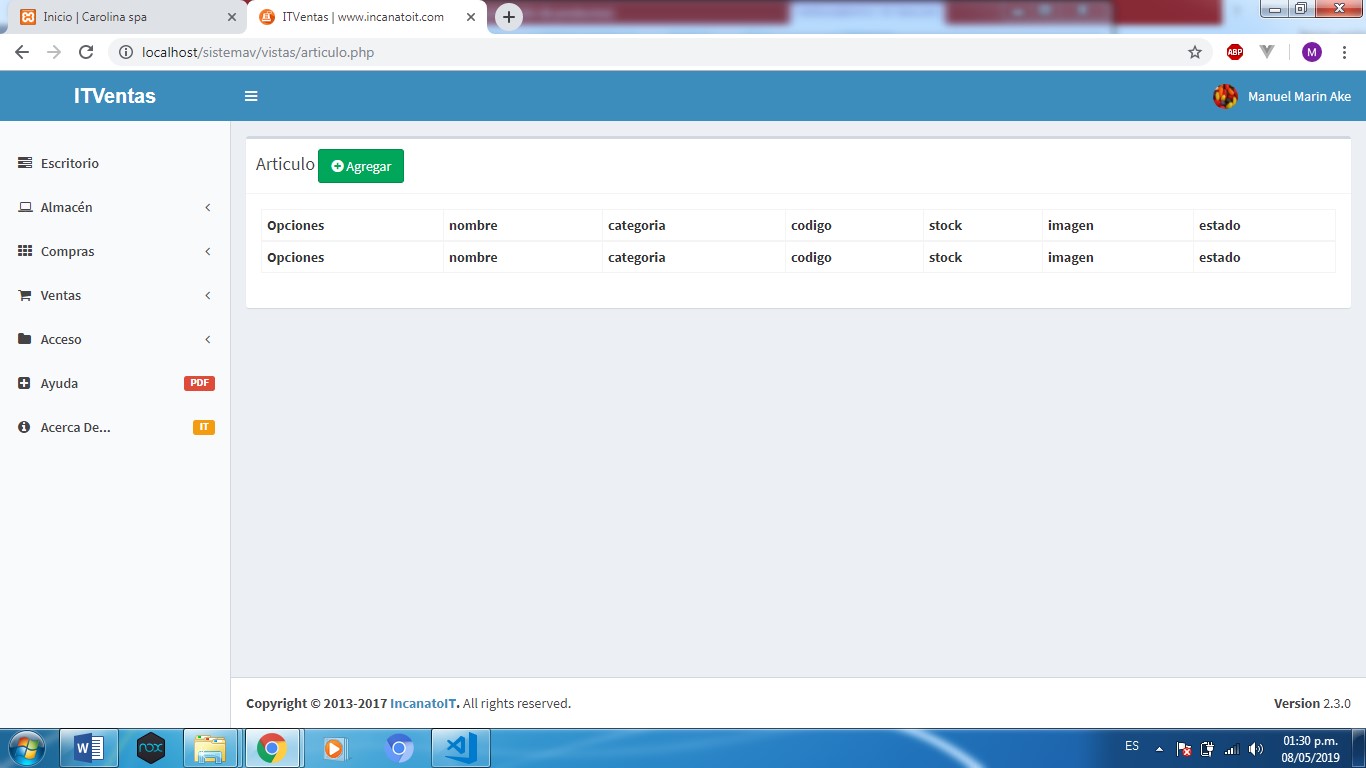 Inicio | Carolina spa
ITVentas | www.incanatoit.com
localhost/sistemav/vistas/articulo.php
ABP
M
ITVentas
Manuel Marin Ake
Escritorio
Almacén
Compras
Ventas
Acceso
Ayuda PDF
Acerca De... IT
Articulo Agregar
Opciones nombre categoria codigo stock imagen estado
Opciones nombre categoria codigo stock imagen estado
Copyright © 2013-2017 IncanatoIT. All rights reserved.
Version 2.3.0
W
nox
ES
01:30 p.m.
08/05/2019